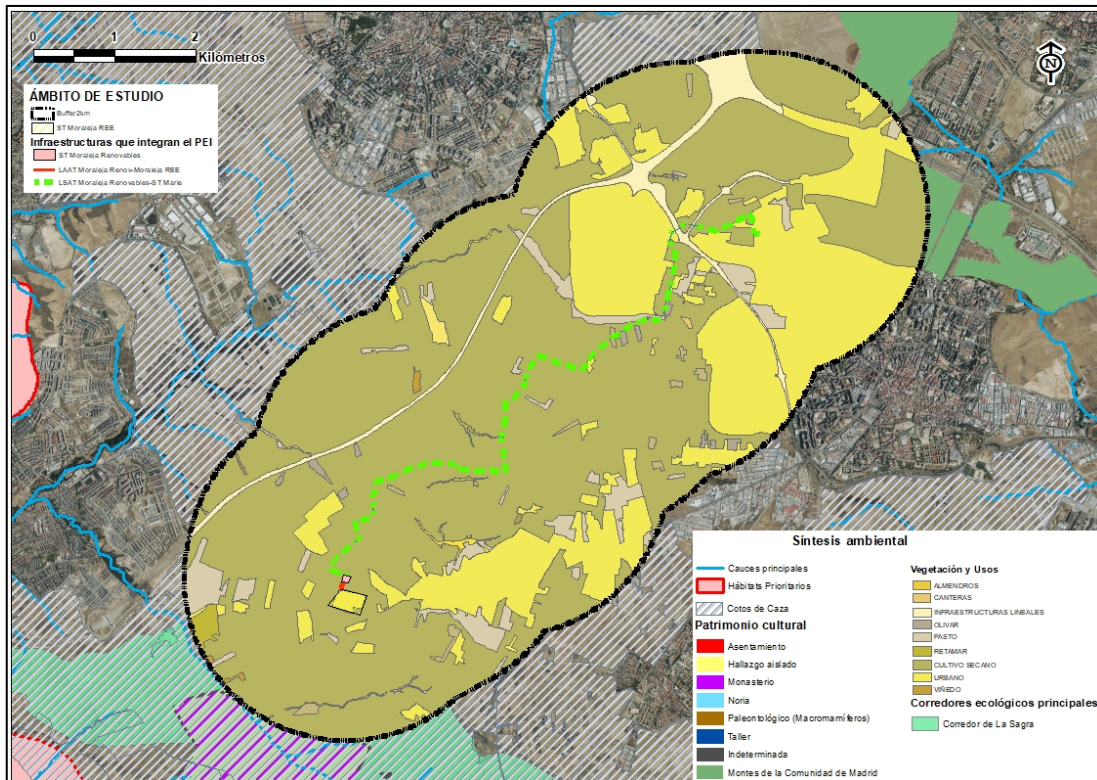 0 1 2
Kilómetros
N
ÁMBITO DE ESTUDIO
Buffer2km
ST Moraleja REE
Infraestructuras que integran el PEI
ST Moraleja Renovables
LAAT Moraleja Renov-Moraleja REE
LSAT Moraleja Renovables-ST Marie
Síntesis ambiental
Cauces principales
Hábitats Prioritarios
Cotos de Caza
Patrimonio cultural
Asentamiento
Hallazgo aislado
Monasterio
Noria
Paleontológico (Macromamíferos)
Taller
Indeterminada
Montes de la Comunidad de Madrid
Vegetación y Usos
ALMENDROS
CANTERAS
INFRAESTRUCTURAS LINEALES
OLIVAR
PASTO
RETAMAR
CULTIVO SECANO
URBANO
VIÑEDO
Corredores ecológicos principales
Corredor de La Sagra